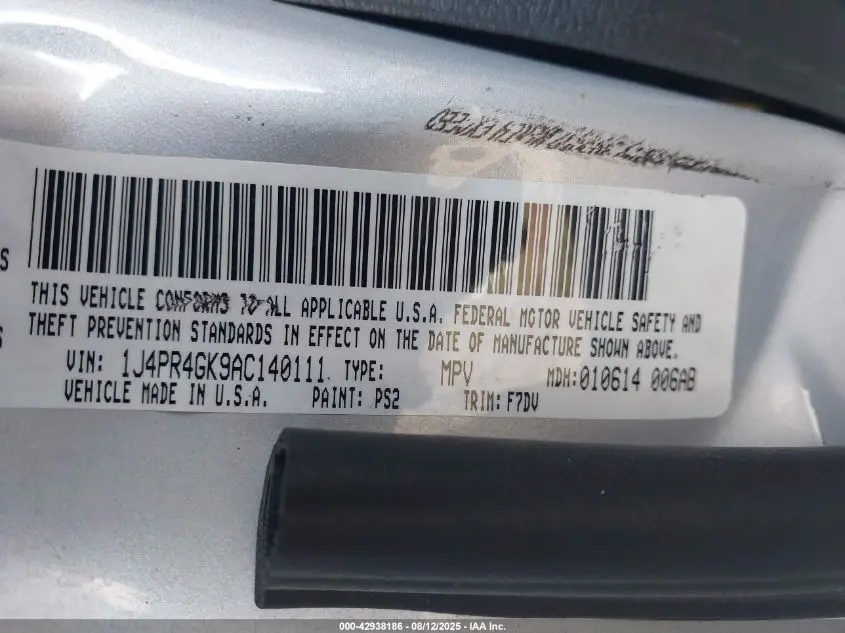 THIS VEHICLE CONFORMS TO ALL APPLICABLE U.S.A. FEDERAL MOTOR VEHICLE SAFETY AND
THEFT PREVENTION STANDARDS IN EFFECT ON THE DATE OF MANUFACTURE SHOWN ABOVE.
VIN: 1J4PR4GK9AC140111 TYPE: MPV MDH:010614 006AB
VEHICLE MADE IN U.S.A. PAINT: PS2 TRIM: F7DV
000-42938186 - 08/12/2025 - IAA Inc.